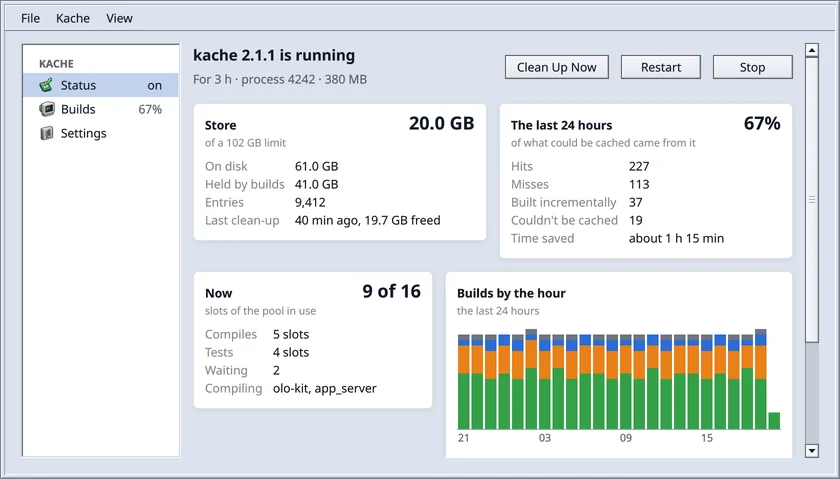 File Kache View
KACHE
Status on
Builds 67%
Settings
kache 2.1.1 is running
For 3 h · process 4242 · 380 MB
Clean Up Now Restart Stop
Store 20.0 GB
of a 102 GB limit
On disk 61.0 GB
Held by builds 41.0 GB
Entries 9,412
Last clean-up 40 min ago, 19.7 GB freed
The last 24 hours 67%
of what could be cached came from it
Hits 227
Misses 113
Built incrementally 37
Couldn't be cached 19
Time saved about 1 h 15 min
Now 9 of 16
slots of the pool in use
Compiles 5 slots
Tests 4 slots
Waiting 2
Compiling olo-kit, app_server
Builds by the hour
the last 24 hours
21 03 09 15